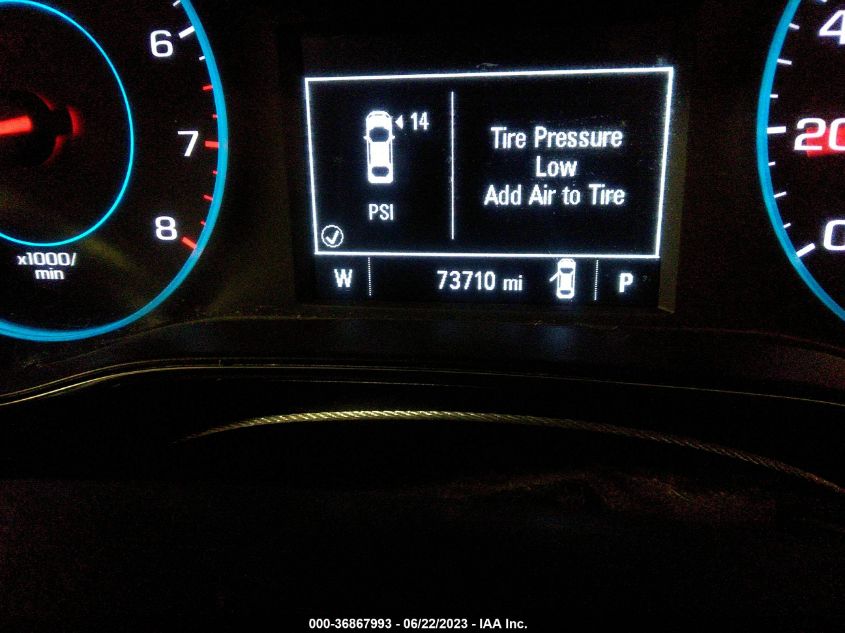 6
7
8
x1000/
min
14
PSI
Tire Pressure
Low
Add Air to Tire
W
73710 mi
P
4
20
0
000-36867993 - 06/22/2023 - IAA Inc.